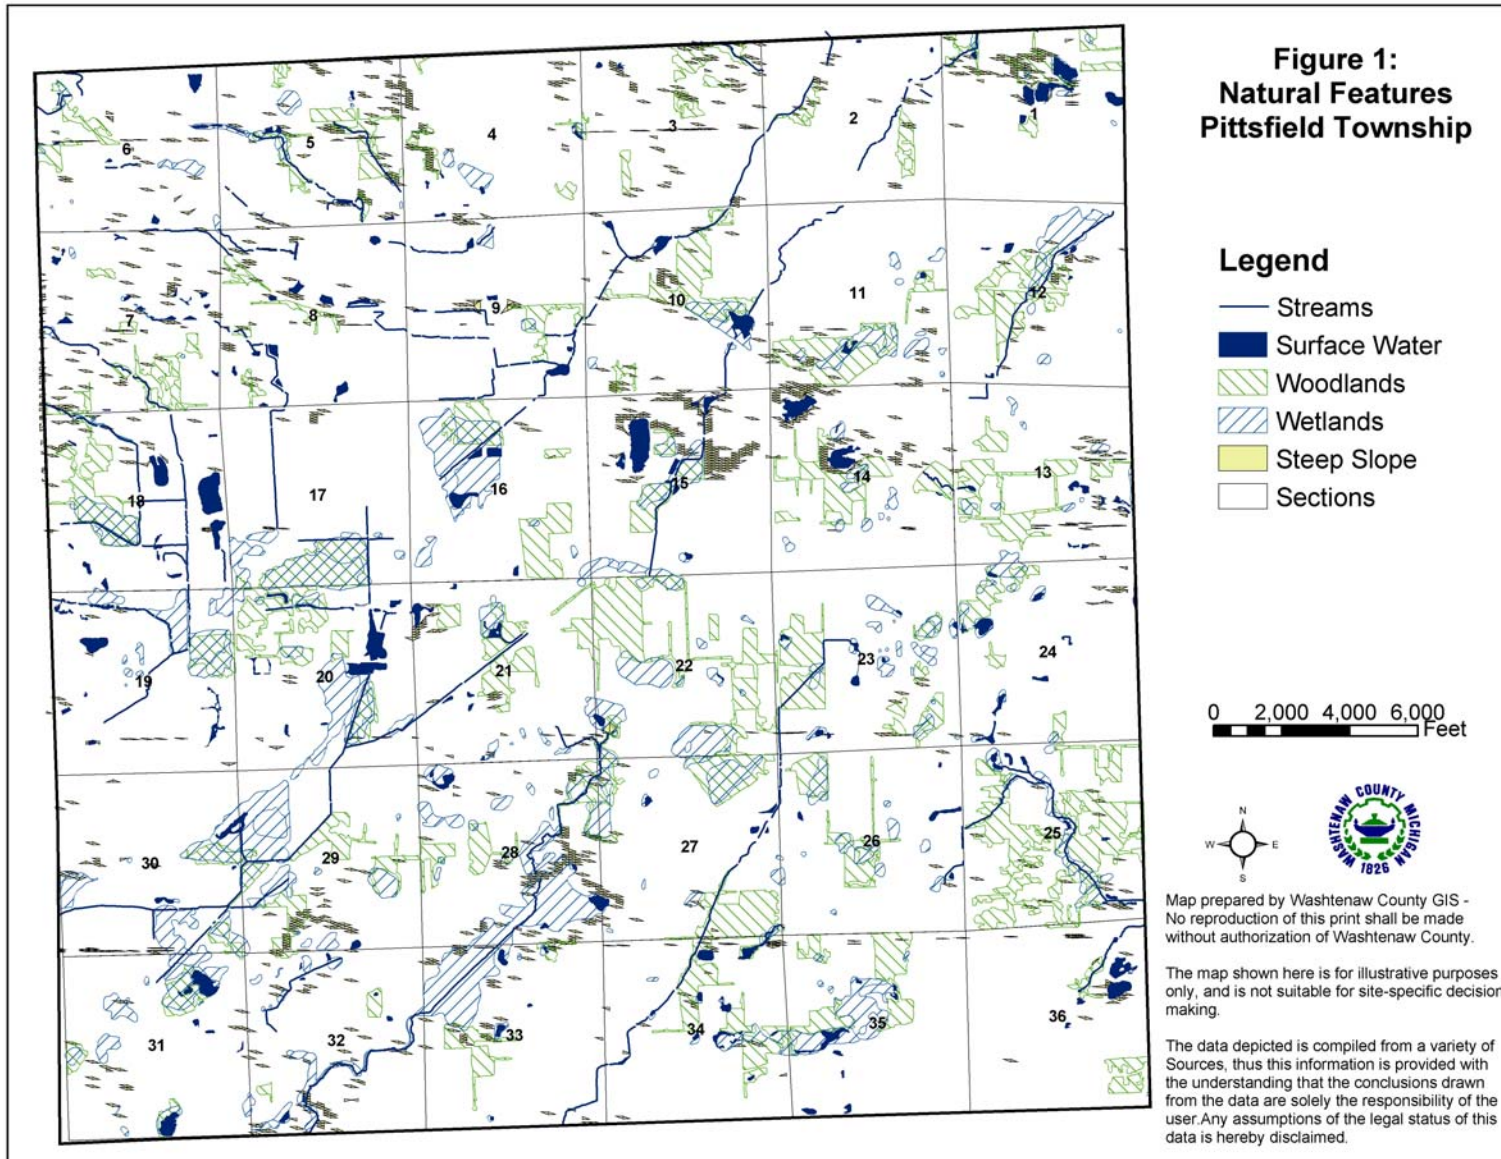 Figure 1:
Natural Features
Pittsfield Township
Legend
Streams
Surface Water
Woodlands
Wetlands
Steep Slope
Sections
0 2,000 4,000 6,000
Feet
N
W E
S
WASHTENAW COUNTY MICHIGAN
1826
Map prepared by Washtenaw County GIS -
No reproduction of this print shall be made
without authorization of Washtenaw County.
The map shown here is for illustrative purposes
only, and is not suitable for site-specific decision
making.
The data depicted is compiled from a variety of
Sources, thus this information is provided with
the understanding that the conclusions drawn
from the data are solely the responsibility of the
user.Any assumptions of the legal status of this
data is hereby disclaimed.
6 5 4 3 2 1
7 8 9 10 11 12
18 17 16 15 14 13
19 20 21 22 23 24
30 29 28 27 26 25
31 32 33 34 35 36